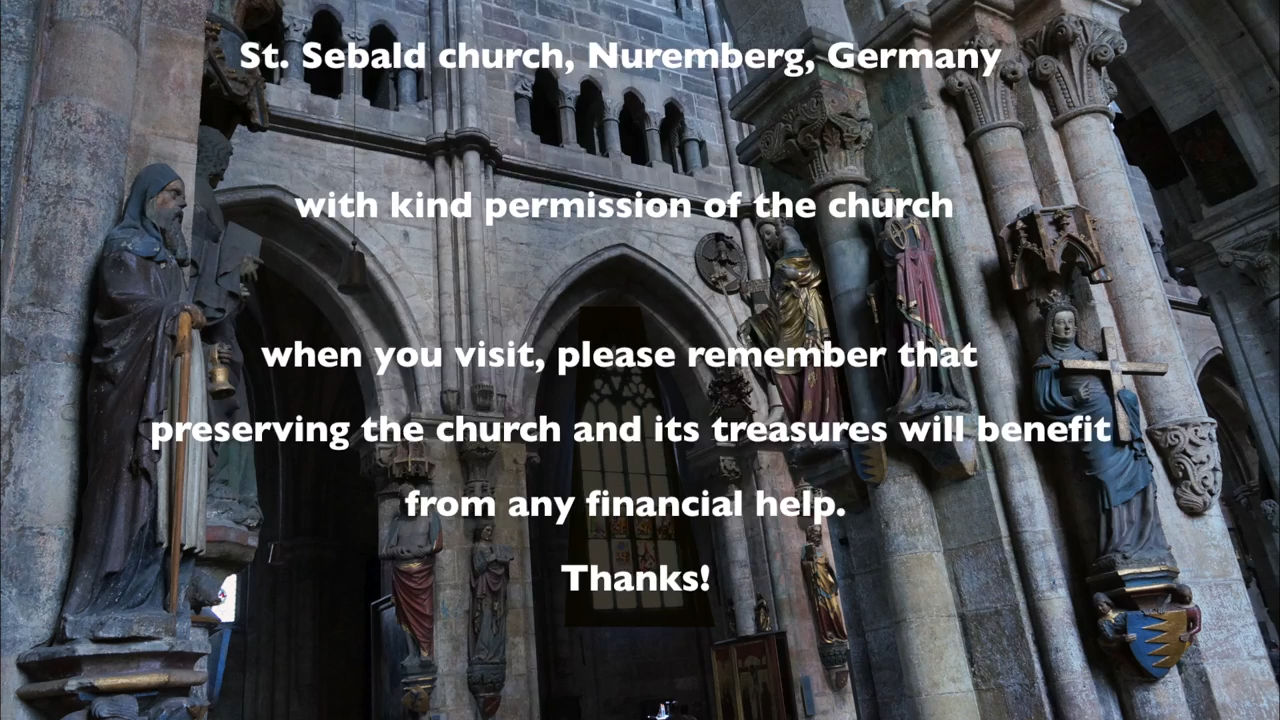 St. Sebald church, Nuremberg, Germany
with kind permission of the church
when you visit, please remember that
preserving the church and its treasures will benefit
from any financial help.
Thanks!